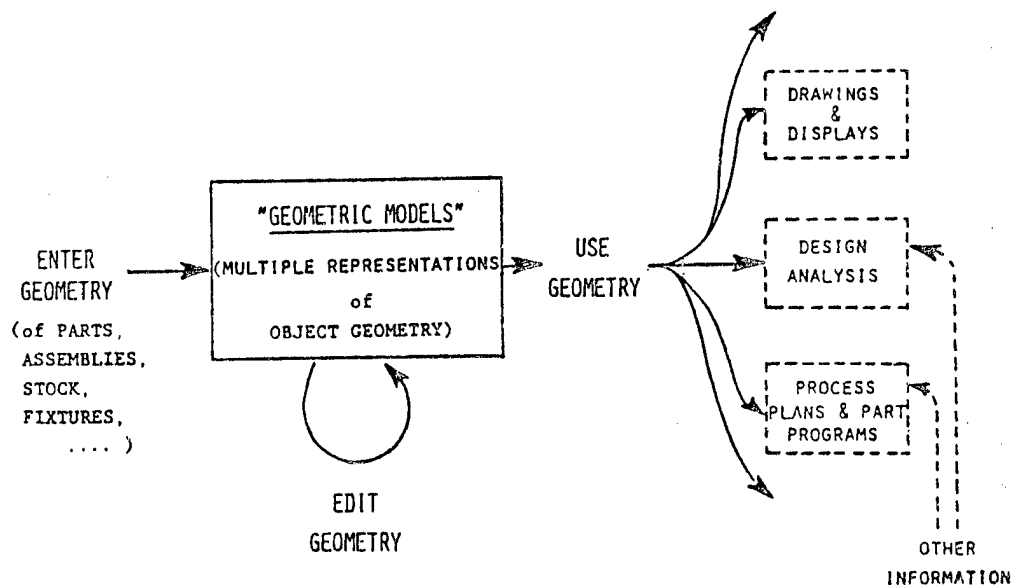 ENTER
GEOMETRY
(of PARTS,
ASSEMBLIES,
STOCK,
FIXTURES,
.... )
"GEOMETRIC MODELS"
(MULTIPLE REPRESENTATIONS
of
OBJECT GEOMETRY)
EDIT
GEOMETRY
USE
GEOMETRY
DRAWINGS
&
DISPLAYS
DESIGN
ANALYSIS
PROCESS
PLANS & PART
PROGRAMS
OTHER
INFORMATION